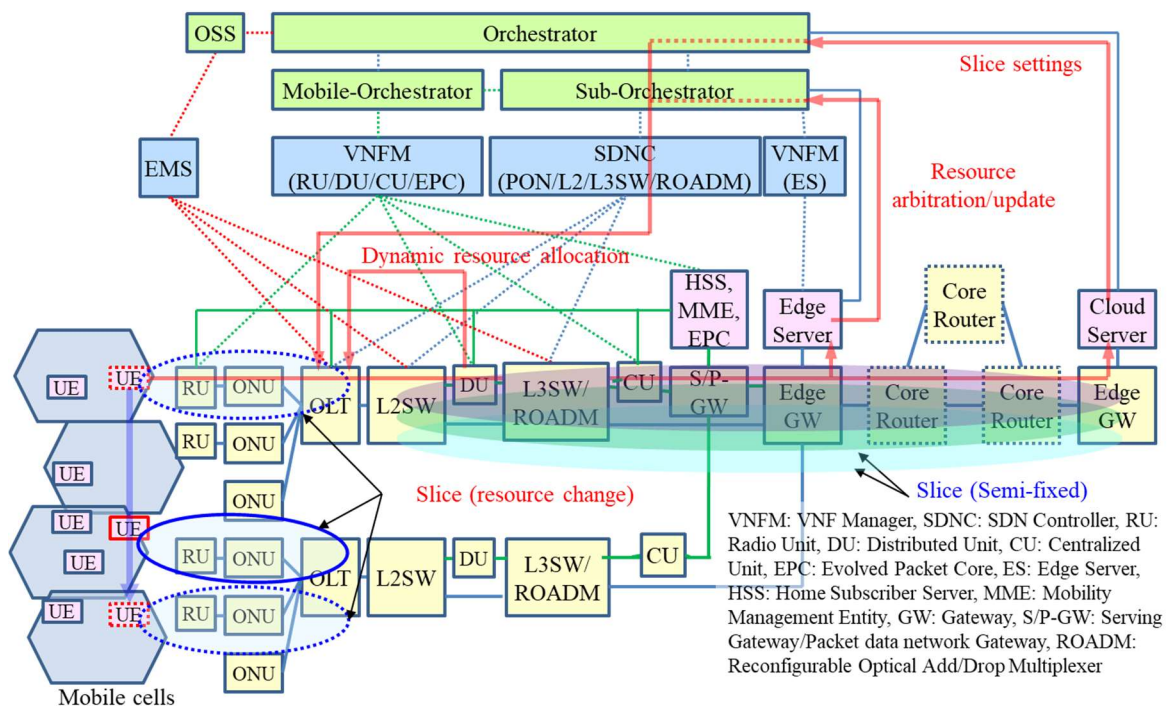 OSS
Orchestrator
Slice settings
Mobile-Orchestrator
Sub-Orchestrator
EMS
VNFM
(RU/DU/CU/EPC)
SDNC
(PON/L2/L3SW/ROADM)
VNFM
(ES)
Resource
arbitration/update
Dynamic resource allocation
HSS,
MME,
EPC
Edge
Server
Core
Router
Cloud
Server
UE
UE
RU
ONU
OLT
L2SW
DU
L3SW/
ROADM
CU
S/P-
GW
Edge
GW
Core
Router
Core
Router
Edge
GW
RU
ONU
UE
ONU
Slice (resource change)
Slice (Semi-fixed)
UE
UE
UE
RU
ONU
OLT
L2SW
DU
L3SW/
ROADM
CU
UE
UE
RU
ONU
ONU
Mobile cells
VNFM: VNF Manager, SDNC: SDN Controller, RU:
Radio Unit, DU: Distributed Unit, CU: Centralized
Unit, EPC: Evolved Packet Core, ES: Edge Server,
HSS: Home Subscriber Server, MME: Mobility
Management Entity, GW: Gateway, S/P-GW: Serving
Gateway/Packet data network Gateway, ROADM:
Reconfigurable Optical Add/Drop Multiplexer